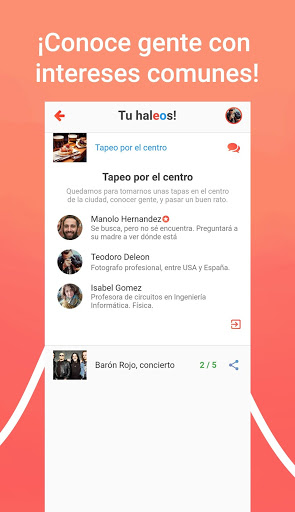 ¡Conoce gente con
intereses comunes!
Tu haleos!
Tapeo por el centro
Tapeo por el centro
Quedamos para tomarnos unas tapas en el centro
de la ciudad, conocer gente, y pasar un buen rato.
Manolo Hernandez
Se busca, pero no sé encuentra. Preguntará a
su madre a ver dónde está
Teodoro Deleon
Fotografo profesional, entre USA y España.
Isabel Gomez
Profesora de circuitos en Ingeniería
Informática. Física.
Barón Rojo, concierto 2 / 5